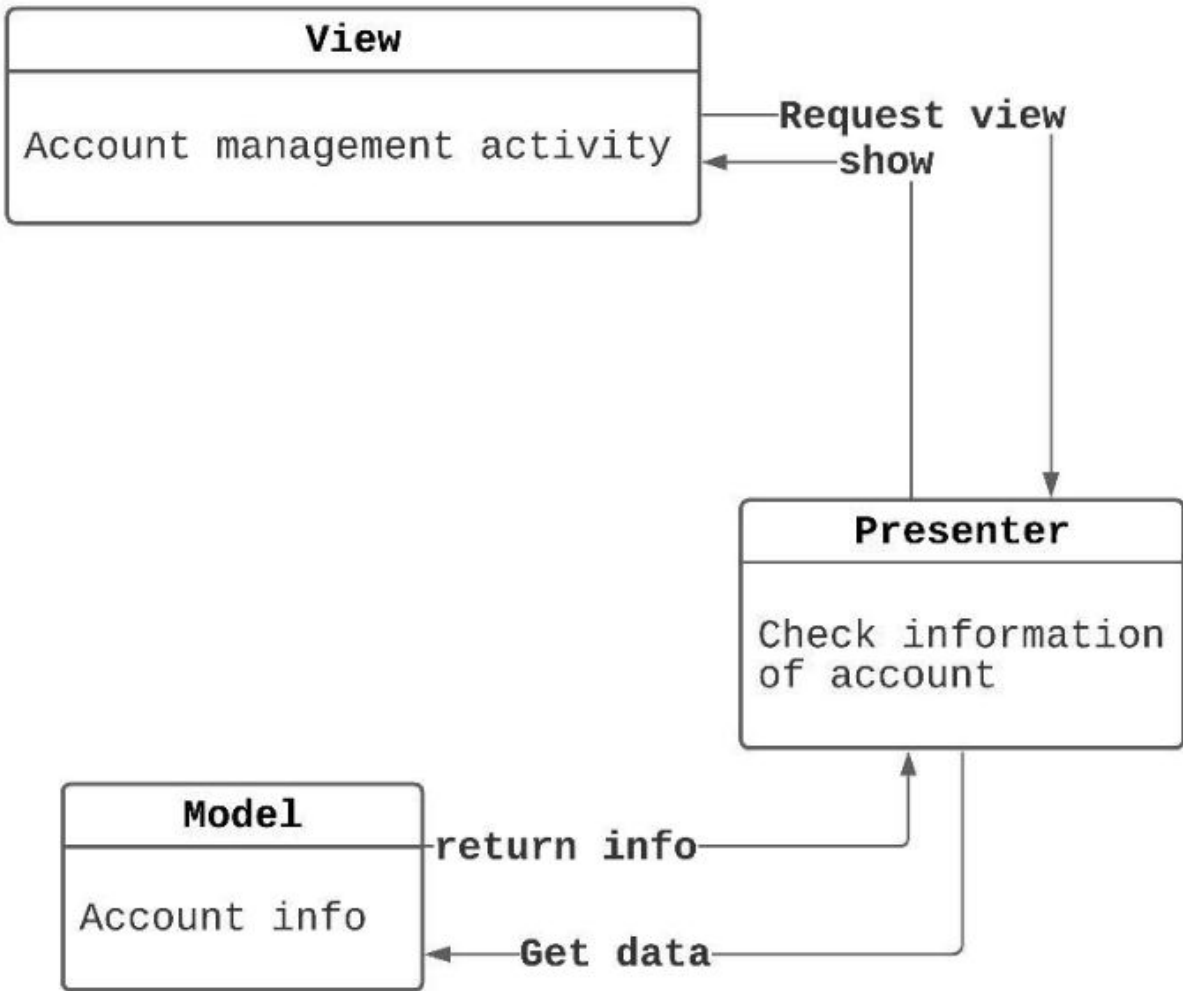 View
Account management activity
Request view
show
Presenter
Check information
of account
Model
Account info
return info
Get data